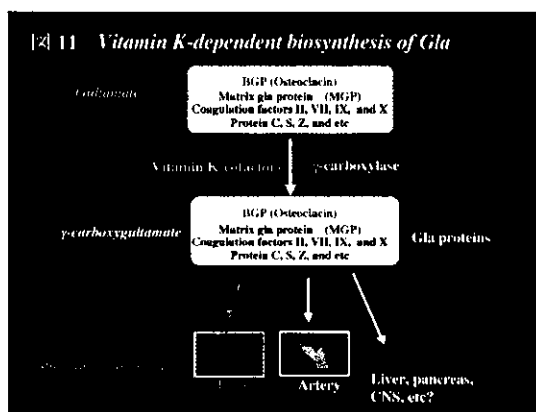 図 11 Vitamin K-dependent biosynthesis of Gla
BGP (Osteoclacin)
Matrix gla protein (MGP)
Coagulation factors II, VII, IX, and X
Protein C, S, Z, and etc
Vitamin K cofactors
γ-carboxylase
BGP (Osteoclacin)
γ-carboxygultamate
Matrix gla protein (MGP)
Coagulation factors II, VII, IX, and X
Gla proteins
Protein C, S, Z, and etc
Artery
Liver, pancreas,
CNS, etc?